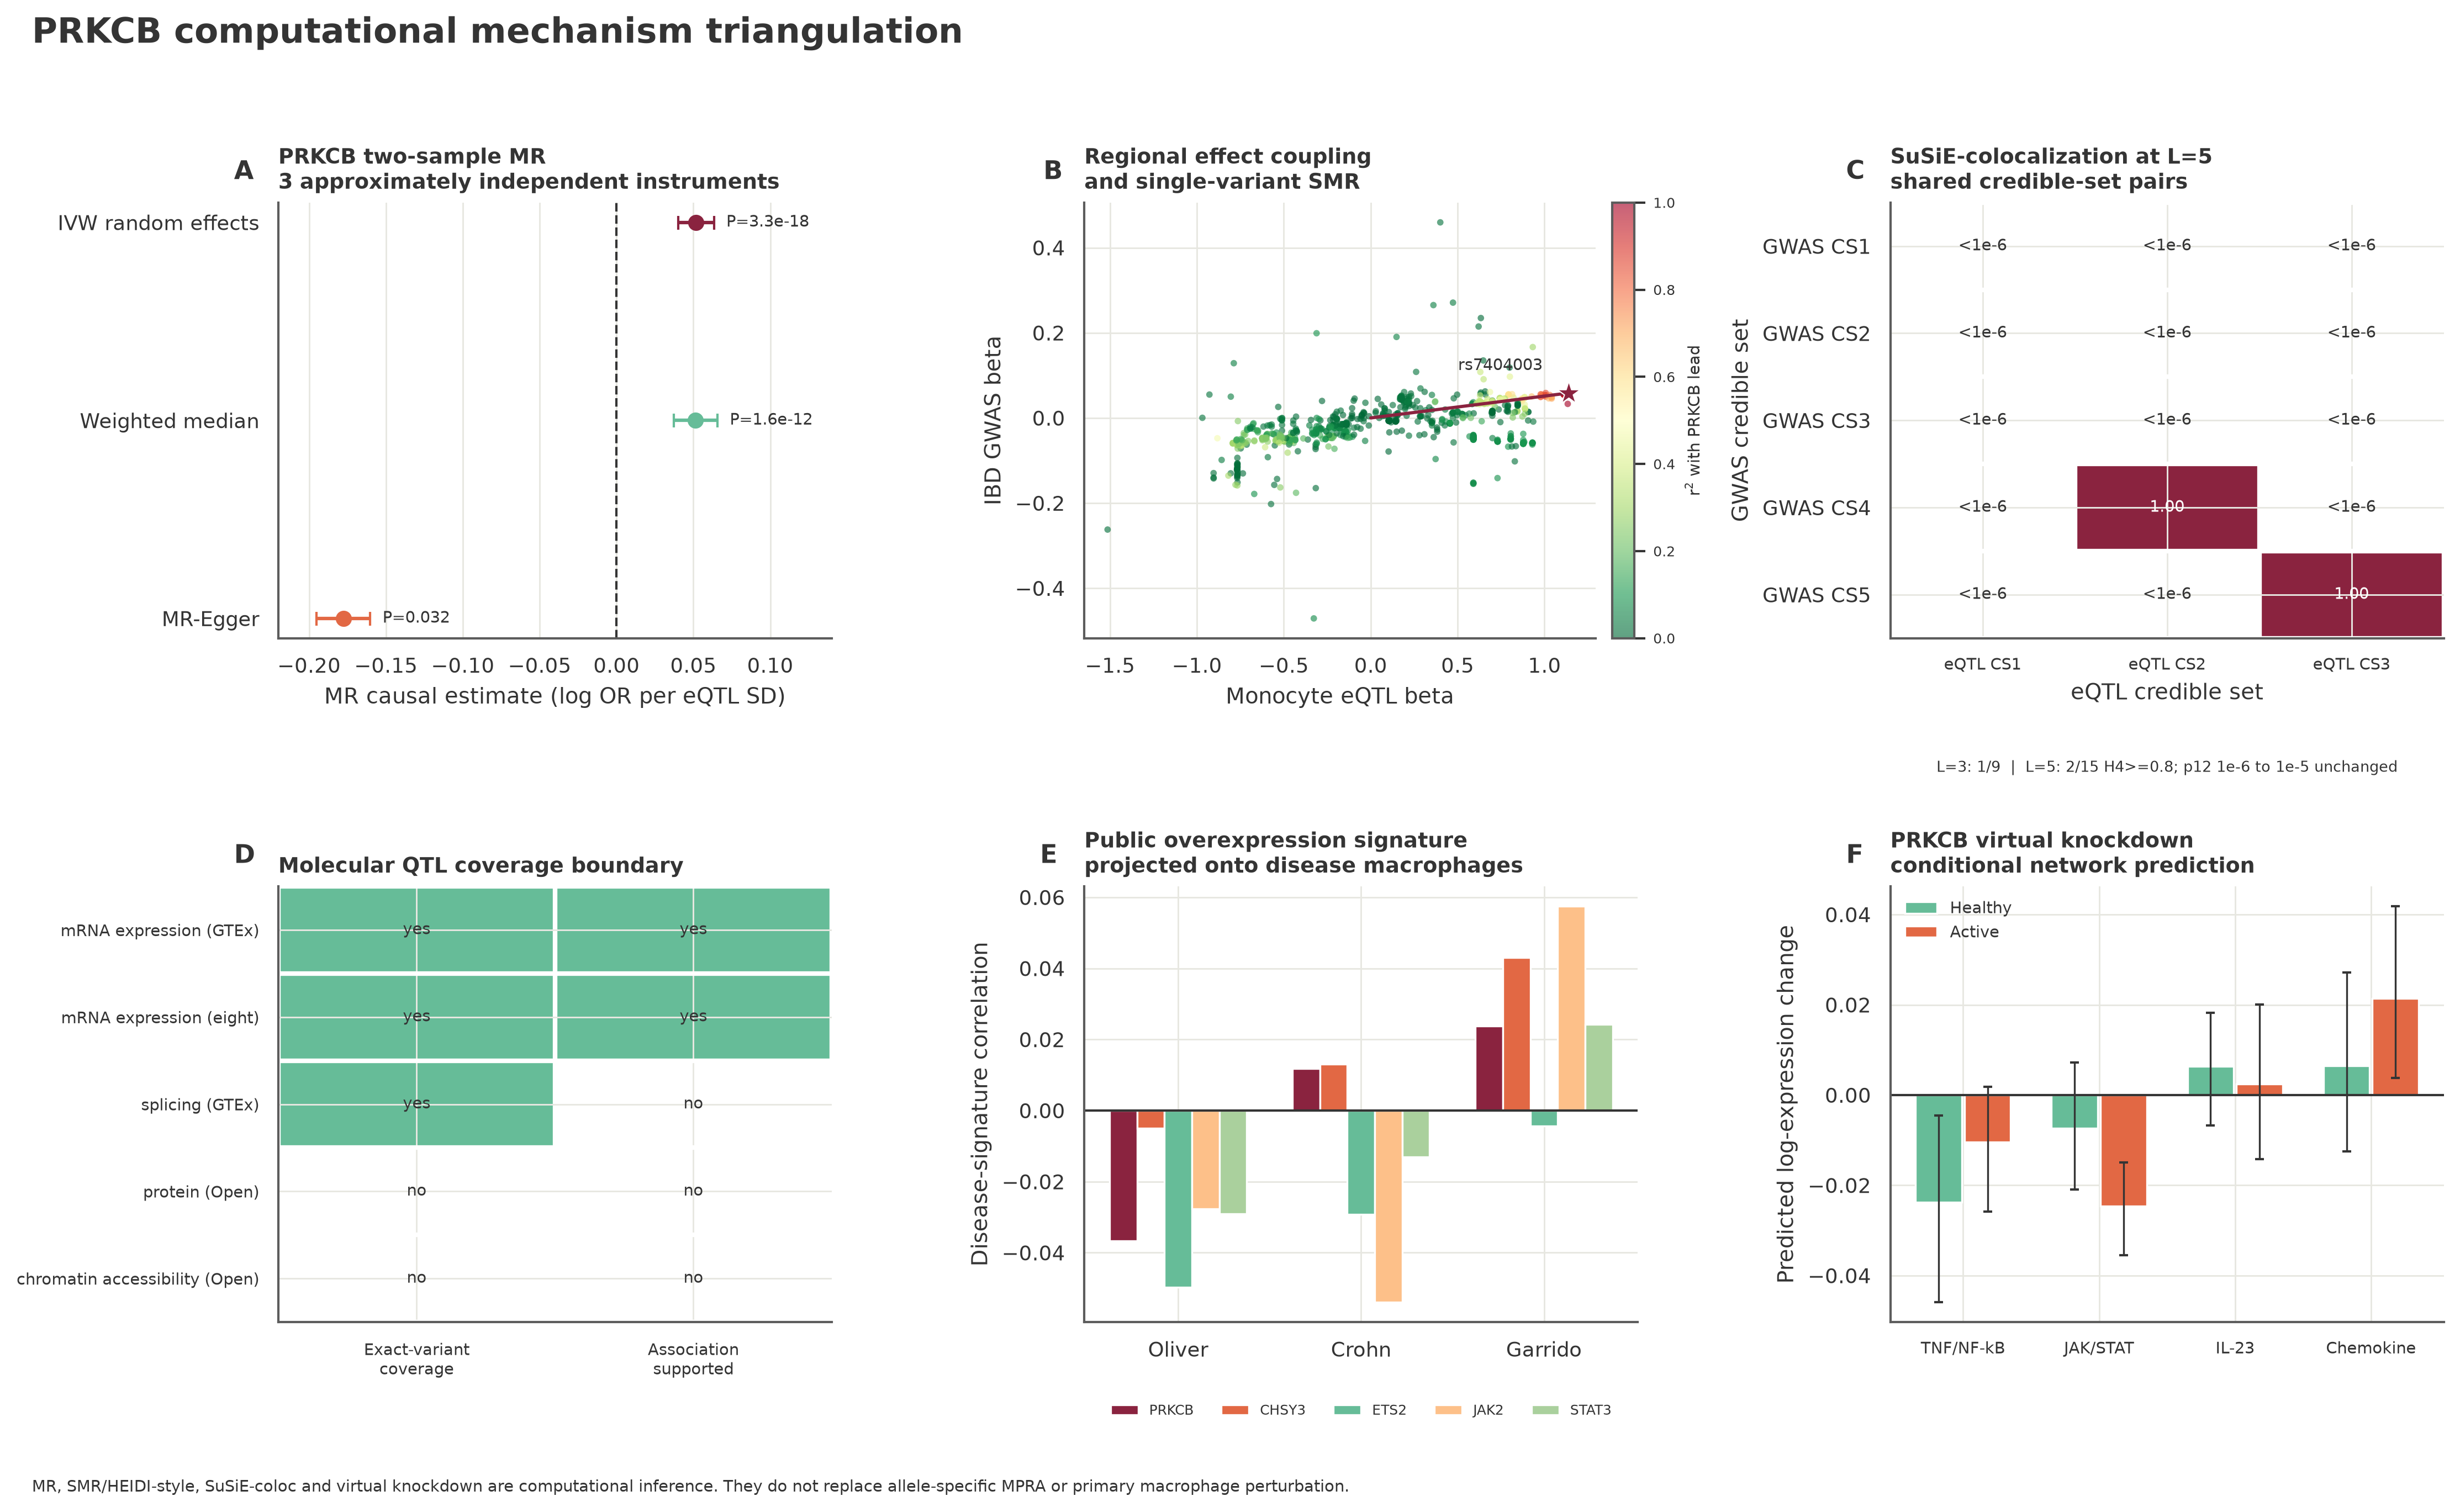 PRKCB computational mechanism triangulation
A
PRKCB two-sample MR
3 approximately independent instruments
IVW random effects
Weighted median
MR-Egger
P=3.3e-18
P=1.6e-12
P=0.032
−0.20 −0.15 −0.10 −0.05 0.00 0.05 0.10
MR causal estimate (log OR per eQTL SD)
B
Regional effect coupling
and single-variant SMR
IBD GWAS beta
0.4
0.2
0.0
−0.2
−0.4
rs7404003
−1.5 −1.0 −0.5 0.0 0.5 1.0
Monocyte eQTL beta
1.0
0.8
0.6
0.4
0.2
0.0
r² with PRKCB lead
C
SuSiE-colocalization at L=5
shared credible-set pairs
GWAS credible set
GWAS CS1 <1e-6 <1e-6 <1e-6
GWAS CS2 <1e-6 <1e-6 <1e-6
GWAS CS3 <1e-6 <1e-6 <1e-6
GWAS CS4 <1e-6 1.00 <1e-6
GWAS CS5 <1e-6 <1e-6 1.00
eQTL CS1 eQTL CS2 eQTL CS3
eQTL credible set
L=3: 1/9 | L=5: 2/15 H4>=0.8; p12 1e-6 to 1e-5 unchanged
D
Molecular QTL coverage boundary
mRNA expression (GTEx) yes yes
mRNA expression (eight) yes yes
splicing (GTEx) yes no
protein (Open) no no
chromatin accessibility (Open) no no
Exact-variant
coverage
Association
supported
E
Public overexpression signature
projected onto disease macrophages
Disease-signature correlation
0.06
0.04
0.02
0.00
−0.02
−0.04
Oliver Crohn Garrido
PRKCB CHSY3 ETS2 JAK2 STAT3
F
PRKCB virtual knockdown
conditional network prediction
Predicted log-expression change
Healthy
Active
0.04
0.02
0.00
−0.02
−0.04
TNF/NF-kB JAK/STAT IL-23 Chemokine
MR, SMR/HEIDI-style, SuSiE-coloc and virtual knockdown are computational inference. They do not replace allele-specific MPRA or primary macrophage perturbation.